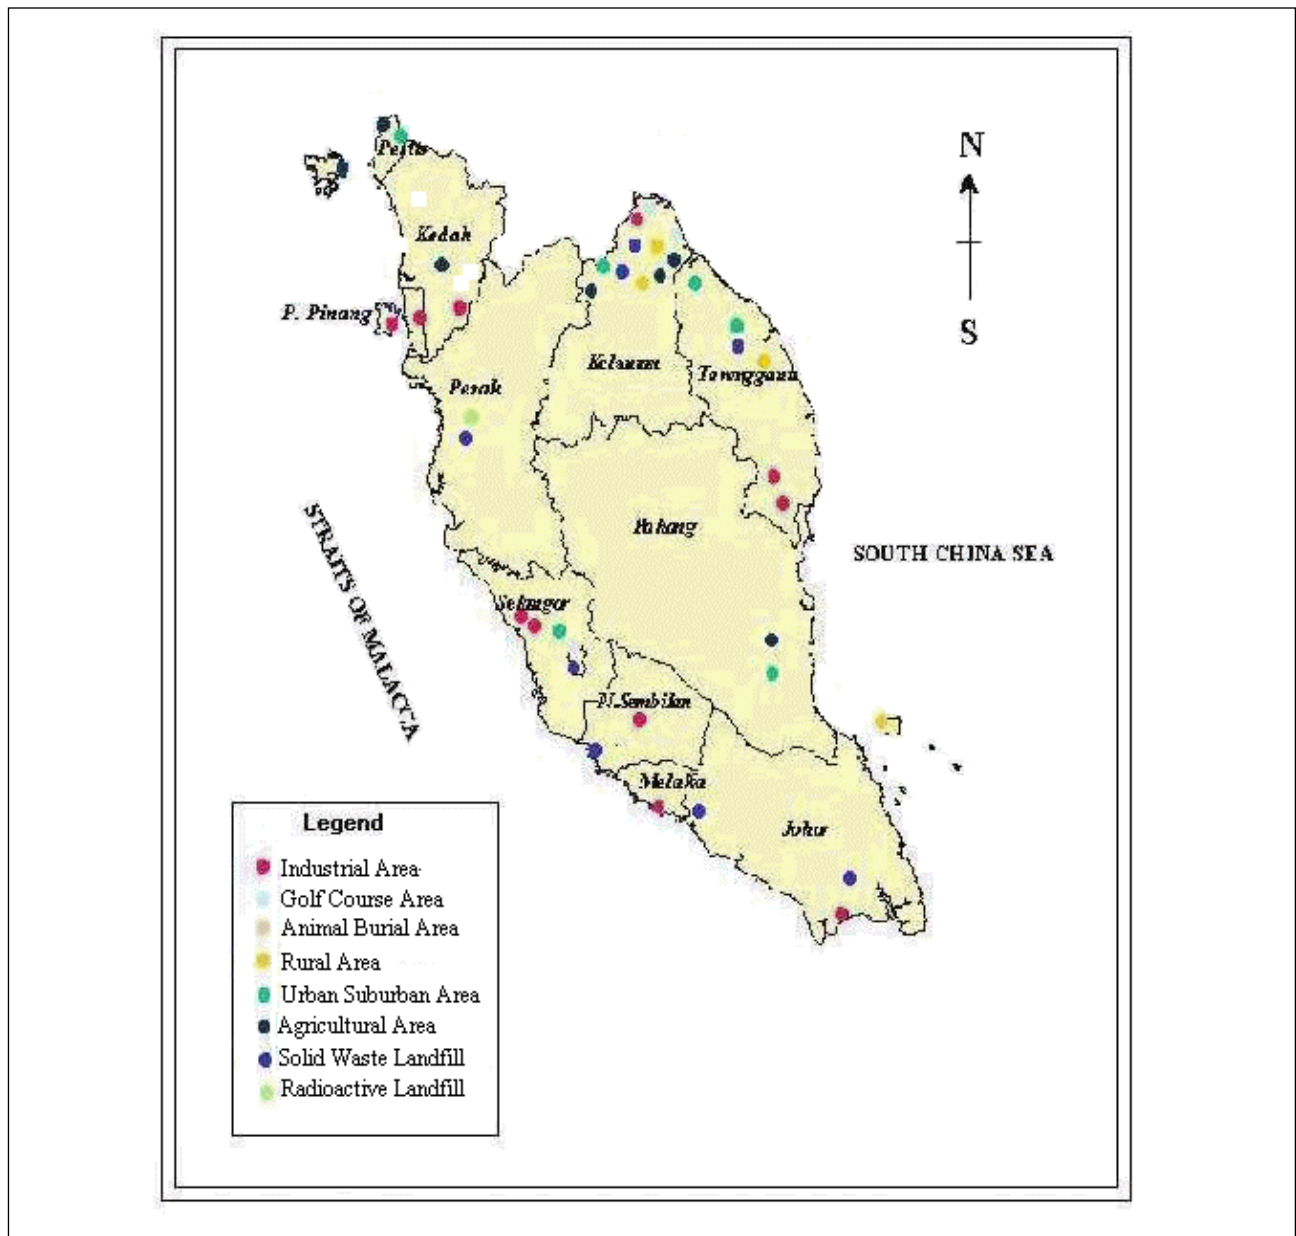 N
Perlis
Kedah
P. Pinang
S
Kelantan
Perak
Pahang
STRAITS OF MALACCA
SOUTH CHINA SEA
Selangor
N.Sembilan
Melaka
Johor
Legend
Industrial Area
Golf Course Area
Animal Burial Area
Rural Area
Urban Suburban Area
Agricultural Area
Solid Waste Landfill
Radioactive Landfill